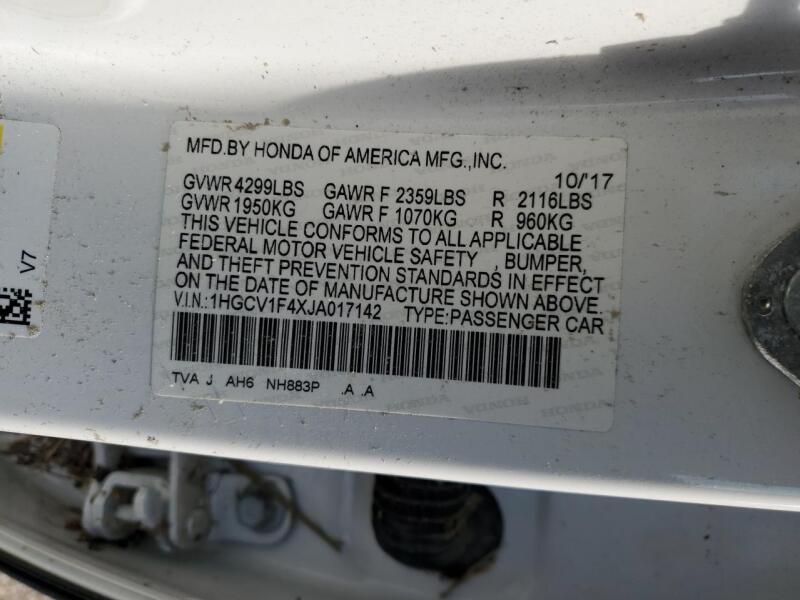 MFD.BY HONDA OF AMERICA MFG.,INC.
10/'17
GVWR 4299LBS GAWR F 2359LBS R 2116LBS
GVWR 1950KG GAWR F 1070KG R 960KG
THIS VEHICLE CONFORMS TO ALL APPLICABLE
FEDERAL MOTOR VEHICLE SAFETY , BUMPER,
AND THEFT PREVENTION STANDARDS IN EFFECT
ON THE DATE OF MANUFACTURE SHOWN ABOVE.
V.I.N.:1HGCV1F4XJA017142 TYPE:PASSENGER CAR
TVA J AH6 NH883P .A .A
V7